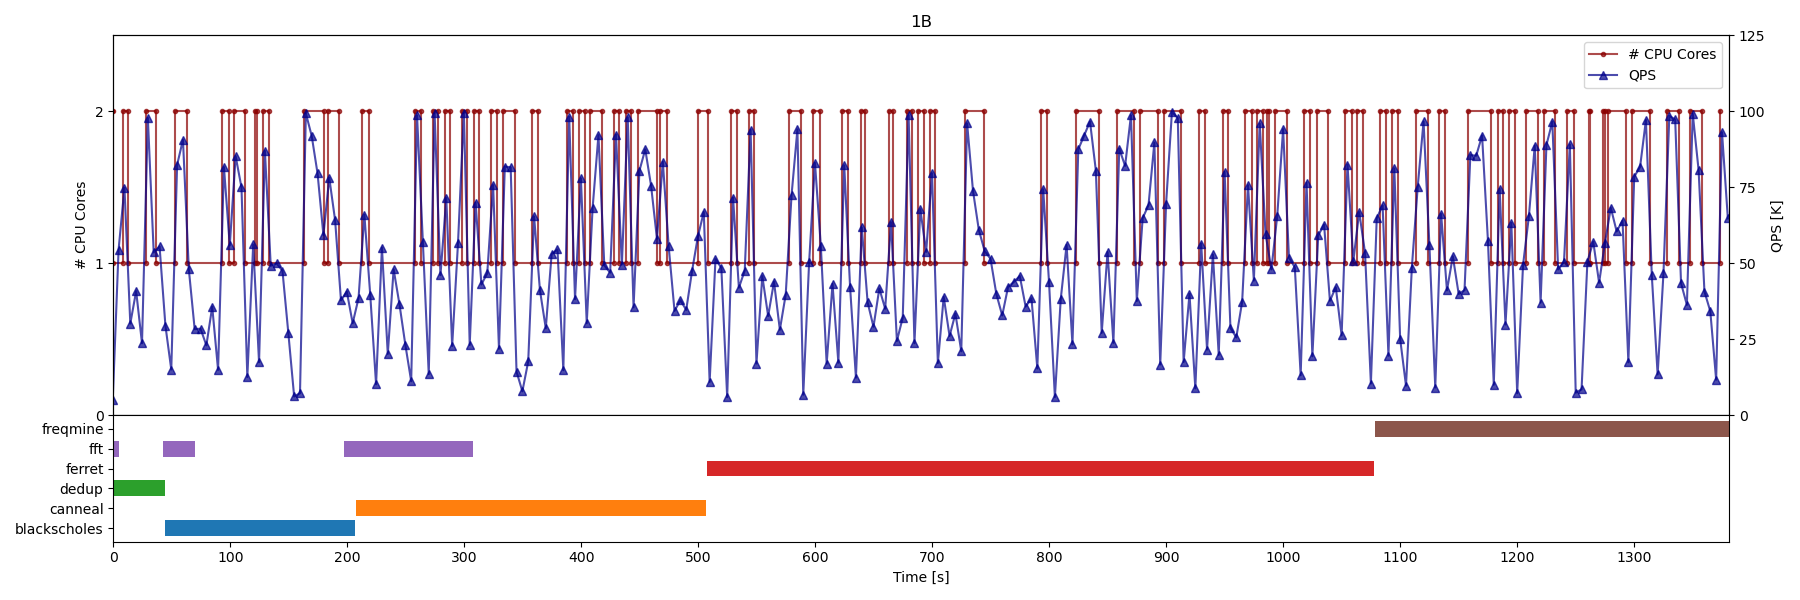 1B
# CPU Cores
QPS
2
1
0
# CPU Cores
125
100
75
50
25
0
QPS [K]
freqmine
fft
ferret
dedup
canneal
blackscholes
0 100 200 300 400 500 600 700 800 900 1000 1100 1200 1300
Time [s]